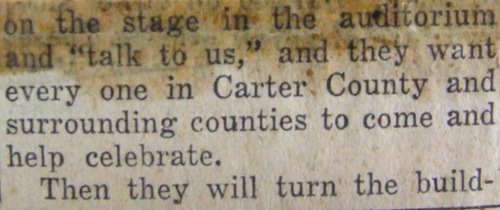 on the stage in the auditorium
and "talk to us," and they want
every one in Carter County and
surrounding counties to come and
help celebrate.
Then they will turn the build-